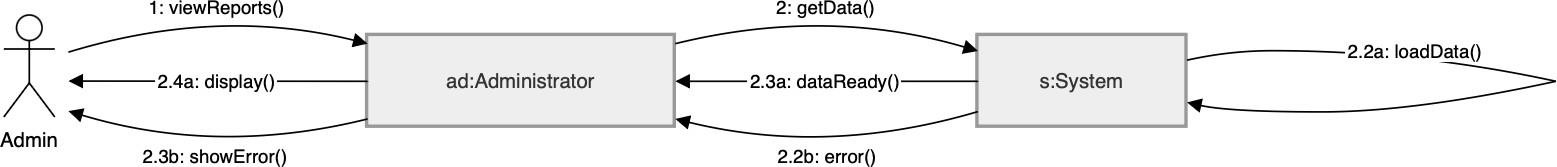 1: viewReports()
2: getData()
2.2a: loadData()
2.4a: display()
ad:Administrator
2.3a: dataReady()
s:System
Admin
2.3b: showError()
2.2b: error()